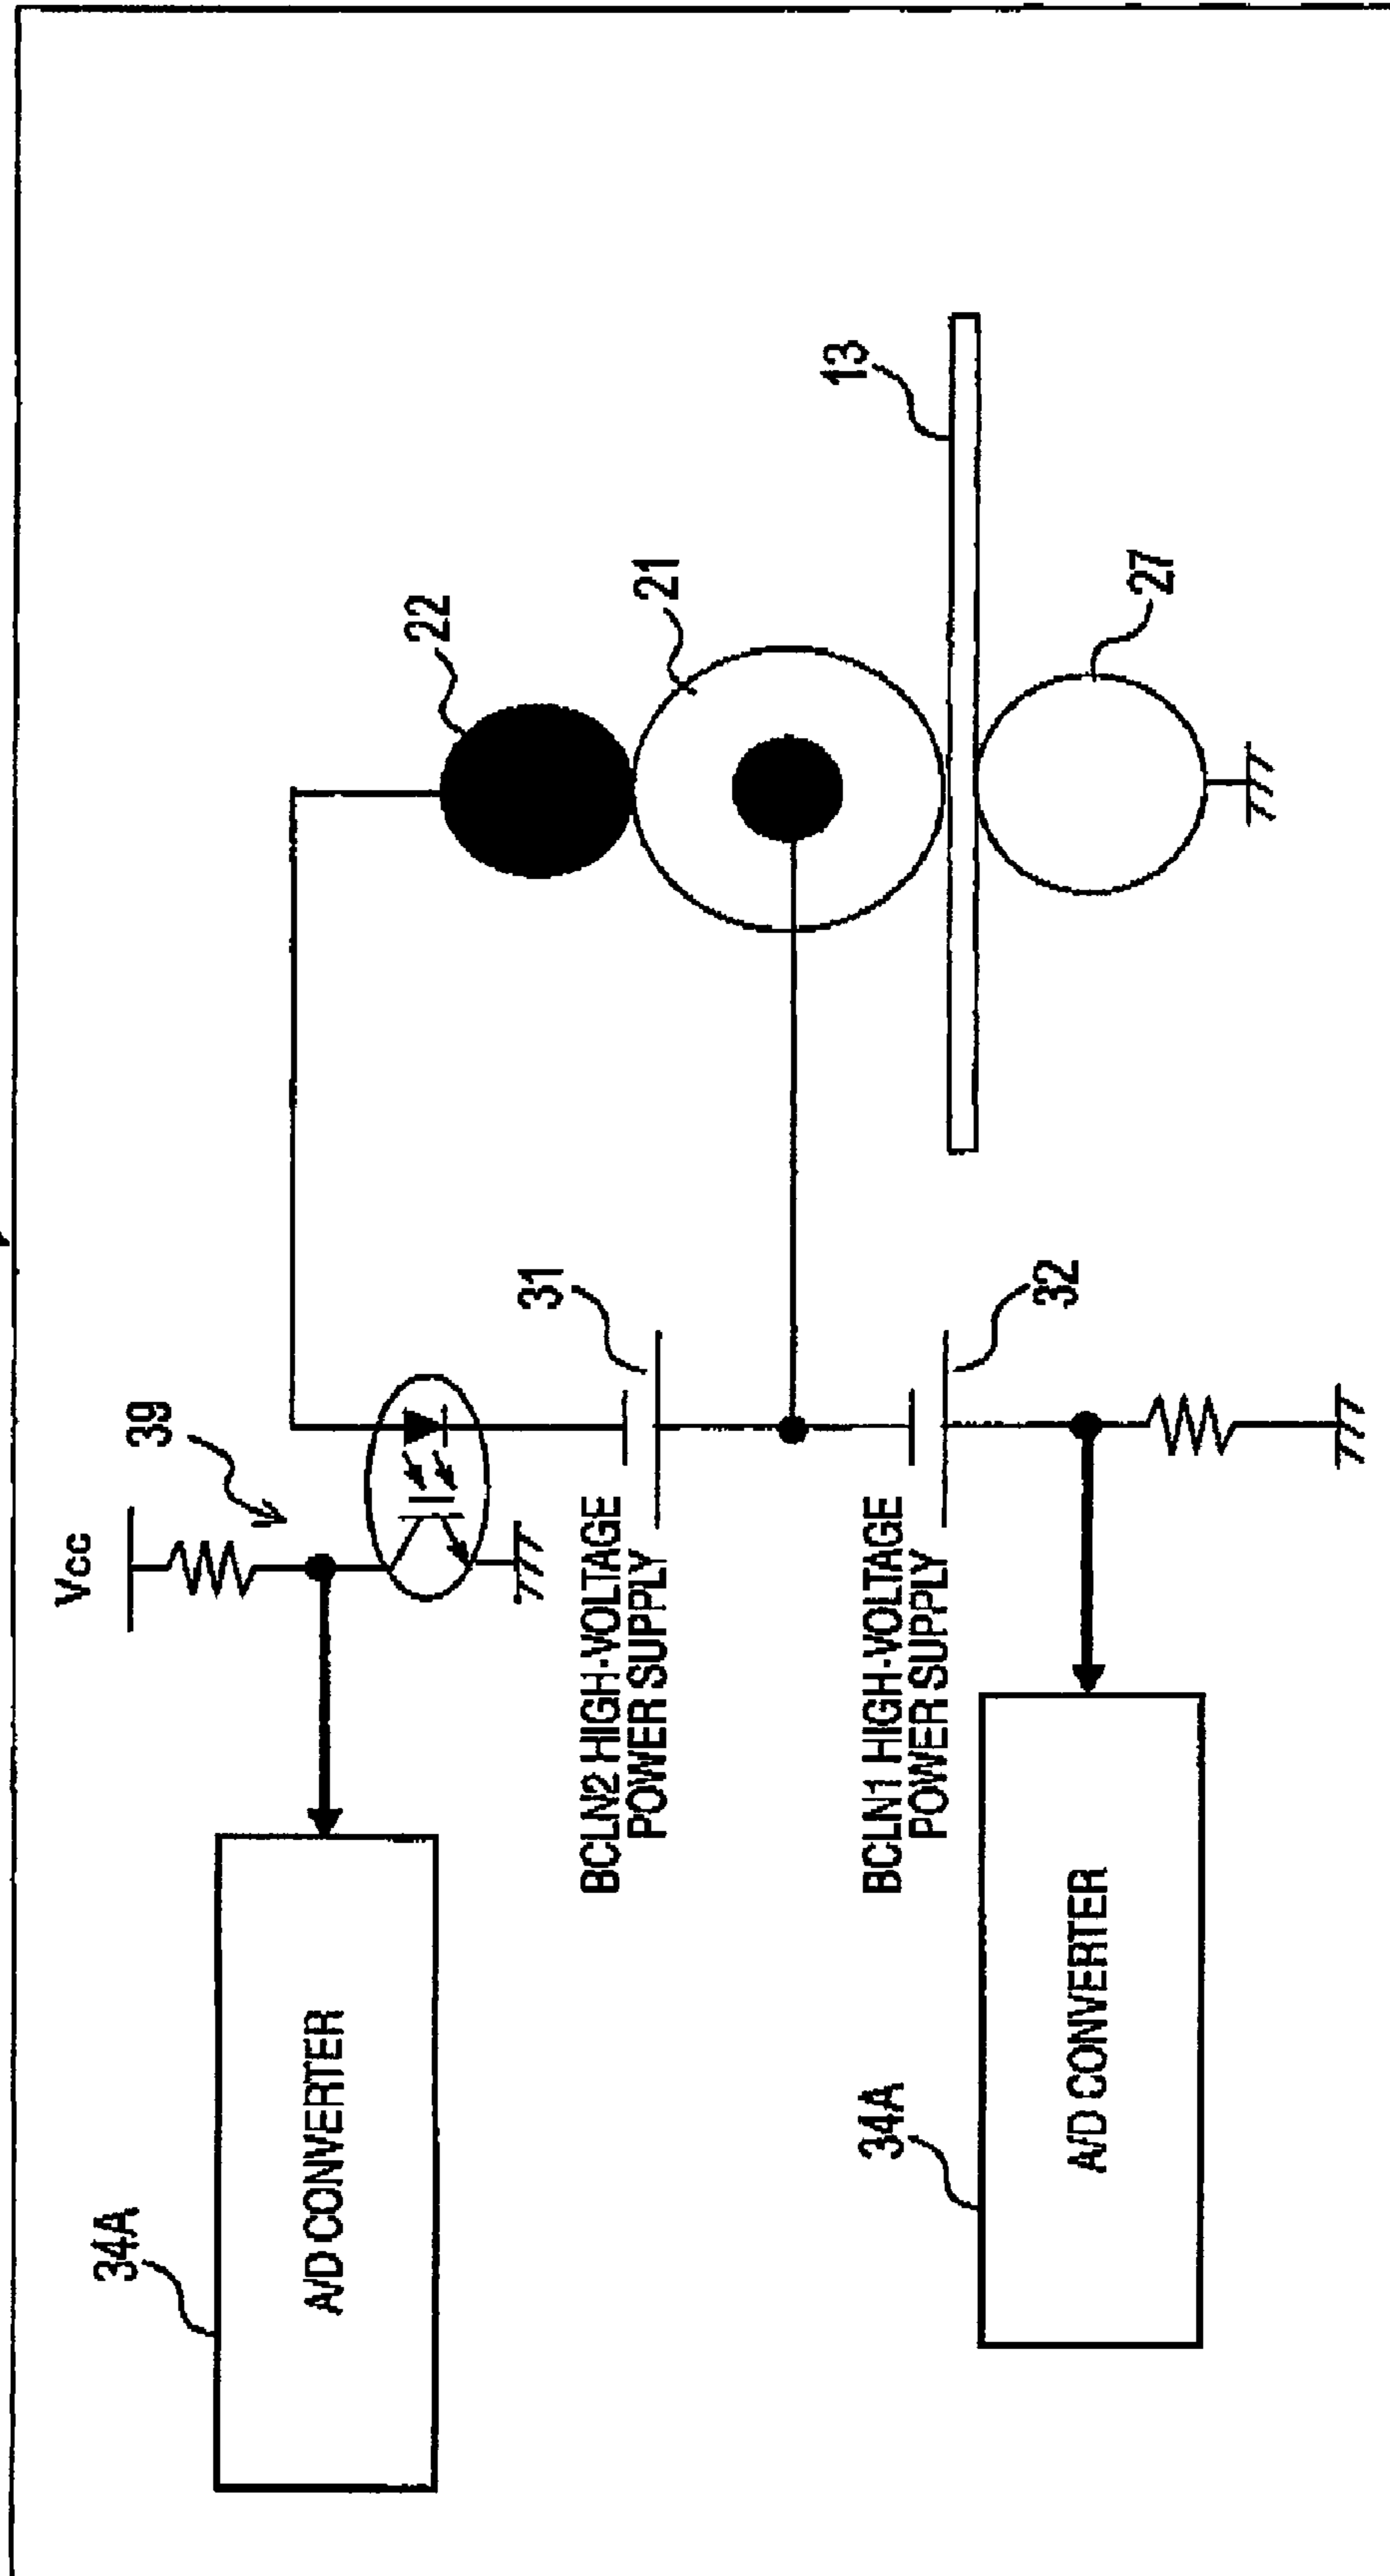 34A
A/D CONVERTER
Vcc
39
22
21
13
27
31
BCLN2 HIGH-VOLTAGE
POWER SUPPLY
32
BCLN1 HIGH-VOLTAGE
POWER SUPPLY
34A
A/D CONVERTER